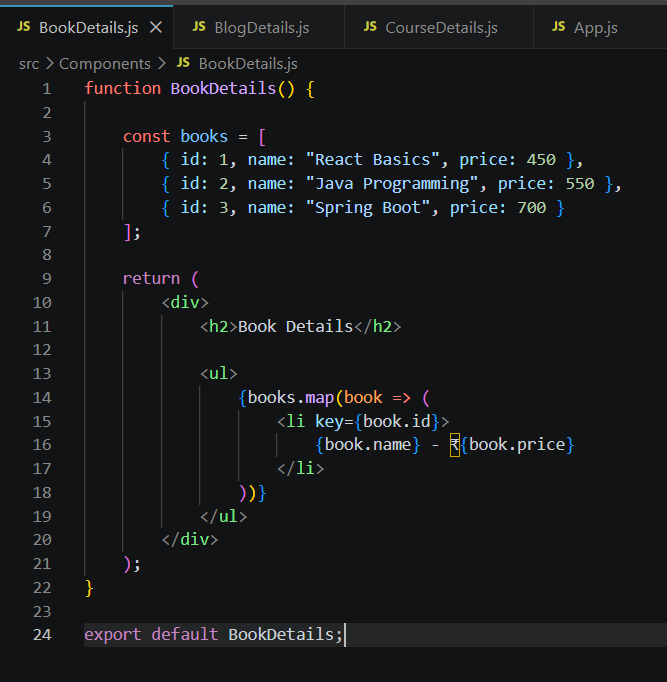 JS BookDetails.js × JS BlogDetails.js JS CourseDetails.js JS App.js
src > Components > JS BookDetails.js
1 function BookDetails() {
2
3     const books = [
4         { id: 1, name: "React Basics", price: 450 },
5         { id: 2, name: "Java Programming", price: 550 },
6         { id: 3, name: "Spring Boot", price: 700 }
7     ];
8
9     return (
10         <div>
11             <h2>Book Details</h2>
12
13             <ul>
14                 {books.map(book => (
15                     <li key={book.id}>
16                         {book.name} - ₹{book.price}
17                     </li>
18                 ))}
19             </ul>
20         </div>
21     );
22 }
23
24 export default BookDetails;